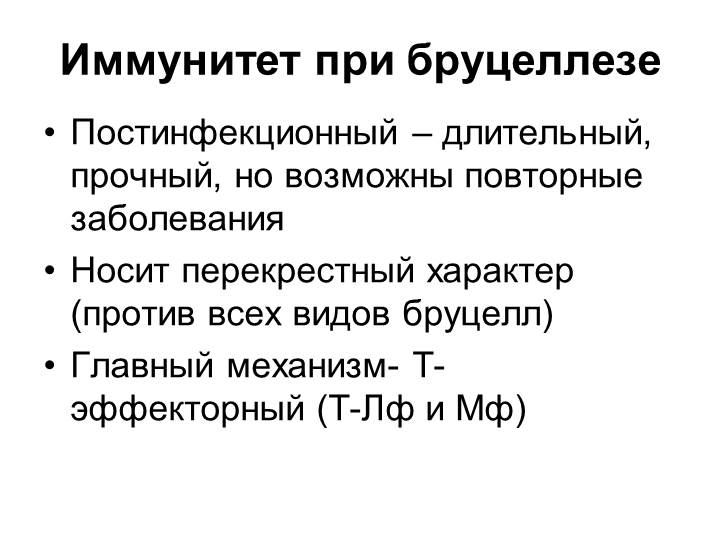 Иммунитет при бруцеллезе
• Постинфекционный – длительный,
прочный, но возможны повторные
заболевания
• Носит перекрестный характер
(против всех видов бруцелл)
• Главный механизм- Т-
эффекторный (Т-Лф и Мф)